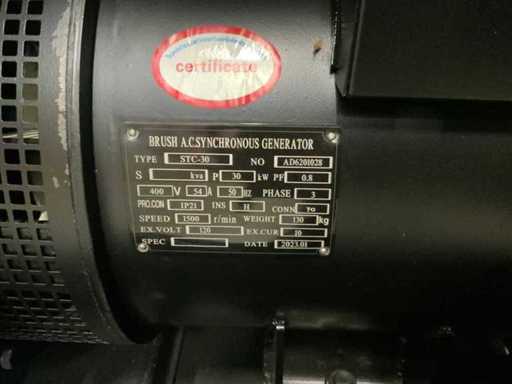 certificate
BRUSH A.C.SYNCHRONOUS GENERATOR
TYPE STC-30 NO AD6201028
S kva P 30 kW PF 0.8
400 V 54 A 50 HZ PHASE 3
PRO.CON IP21 INS H CONN YO
SPEED 1500 r/min WEIGHT 130 kg
EX.VOLT 120 EX.CUR 10
SPEC DATE 2023.01